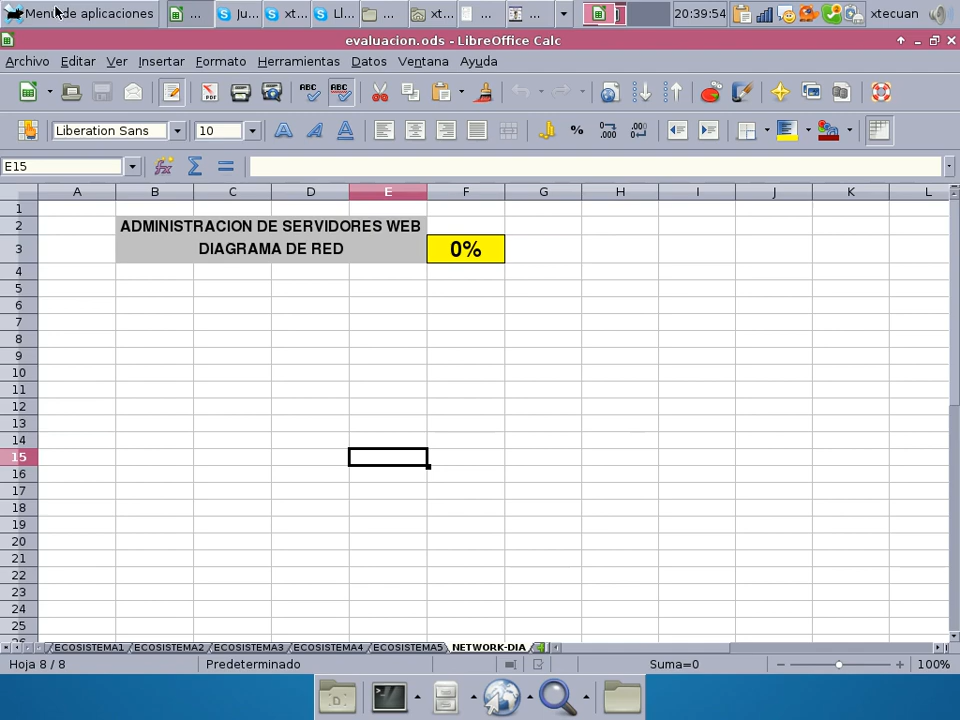 Menú de aplicaciones ... Ju... xt... Ll... ... xt... ... ... 20:39:54 xtecuan
evaluacion.ods - LibreOffice Calc
Archivo Editar Ver Insertar Formato Herramientas Datos Ventana Ayuda
PDF ABC ABC
Liberation Sans 10 A A A %
E15
A B C D E F G H I J K L
1
2 ADMINISTRACION DE SERVIDORES WEB
3 DIAGRAMA DE RED 0%
4
5
6
7
8
9
10
11
12
13
14
15
16
17
18
19
20
21
22
23
24
25
ECOSISTEMA1 ECOSISTEMA2 ECOSISTEMA3 ECOSISTEMA4 ECOSISTEMA5 NETWORK-DIA
Hoja 8 / 8 Predeterminado Suma=0 100%